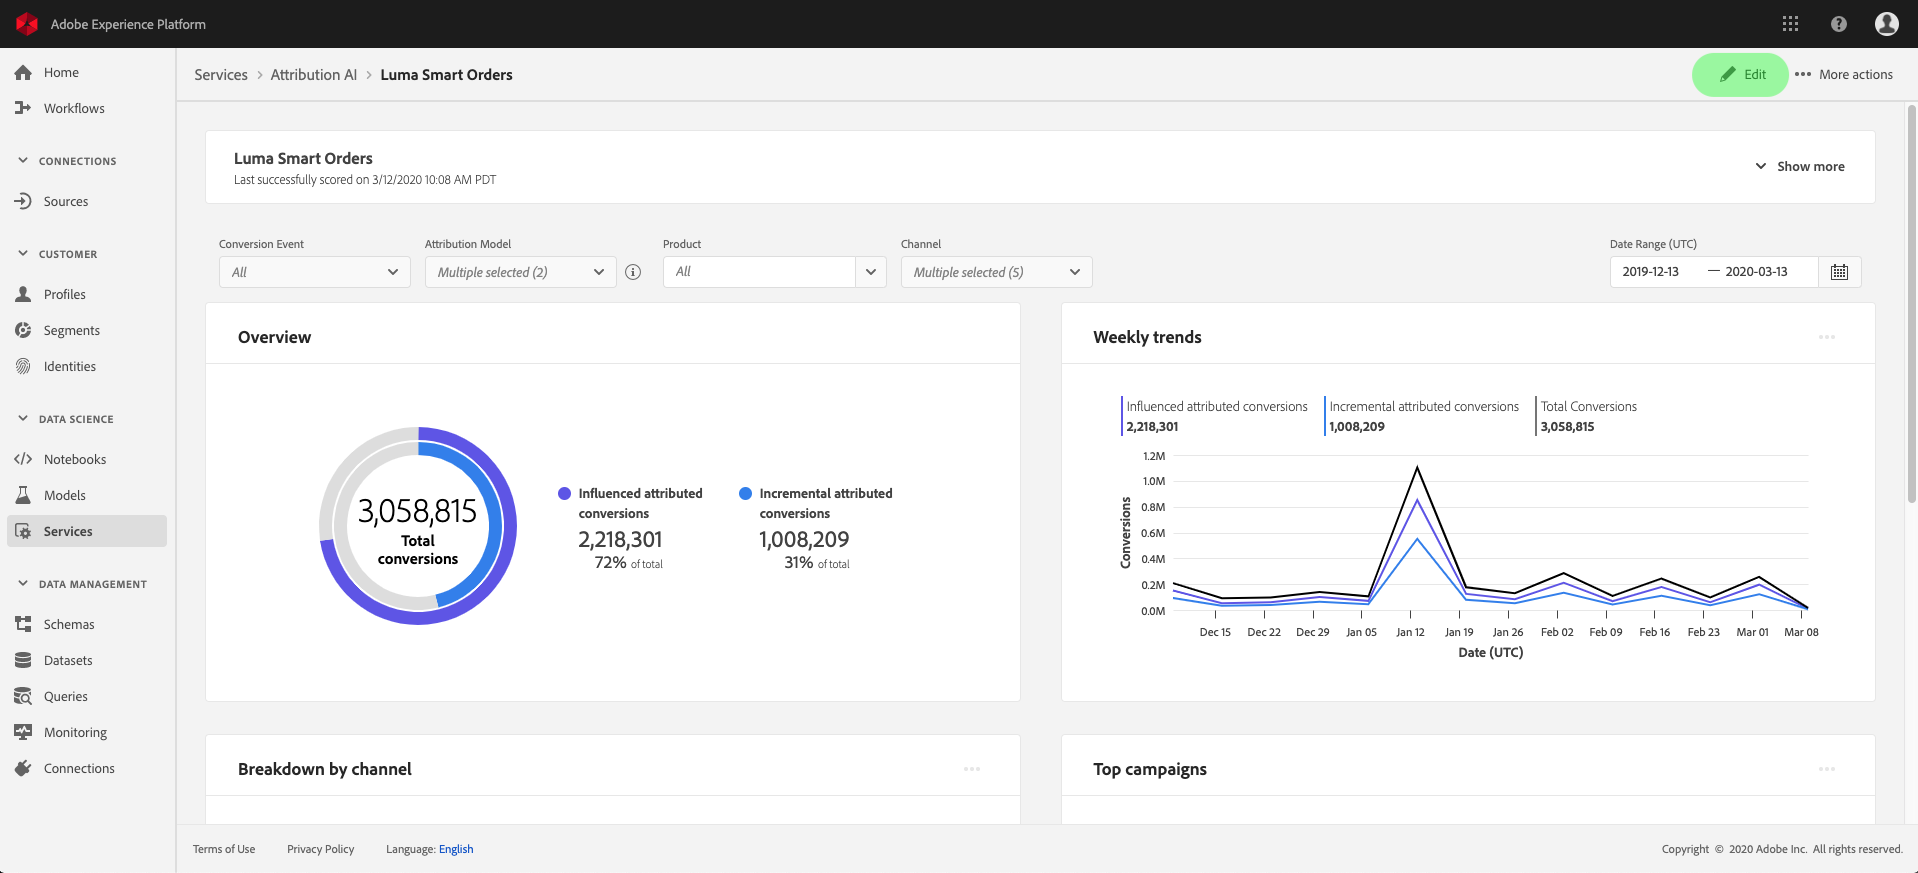 Adobe Experience Platform
Home
Workflows
CONNECTIONS
Sources
CUSTOMER
Profiles
Segments
Identities
DATA SCIENCE
Notebooks
Models
Services
DATA MANAGEMENT
Schemas
Datasets
Queries
Monitoring
Connections
Services > Attribution AI > Luma Smart Orders
Edit
More actions
Luma Smart Orders
Last successfully scored on 3/12/2020 10:08 AM PDT
Show more
Conversion Event
All
Attribution Model
Multiple selected (2)
Product
All
Channel
Multiple selected (5)
Date Range (UTC)
2019-12-13 — 2020-03-13
Overview
3,058,815
Total
conversions
Influenced attributed
conversions
2,218,301
72% of total
Incremental attributed
conversions
1,008,209
31% of total
Weekly trends
Influenced attributed conversions
2,218,301
Incremental attributed conversions
1,008,209
Total Conversions
3,058,815
Conversions
1.2M
1.0M
0.8M
0.6M
0.4M
0.2M
0.0M
Dec 15 Dec 22 Dec 29 Jan 05 Jan 12 Jan 19 Jan 26 Feb 02 Feb 09 Feb 16 Feb 23 Mar 01 Mar 08
Date (UTC)
Breakdown by channel
Top campaigns
Terms of Use Privacy Policy Language: English
Copyright © 2020 Adobe Inc. All rights reserved.